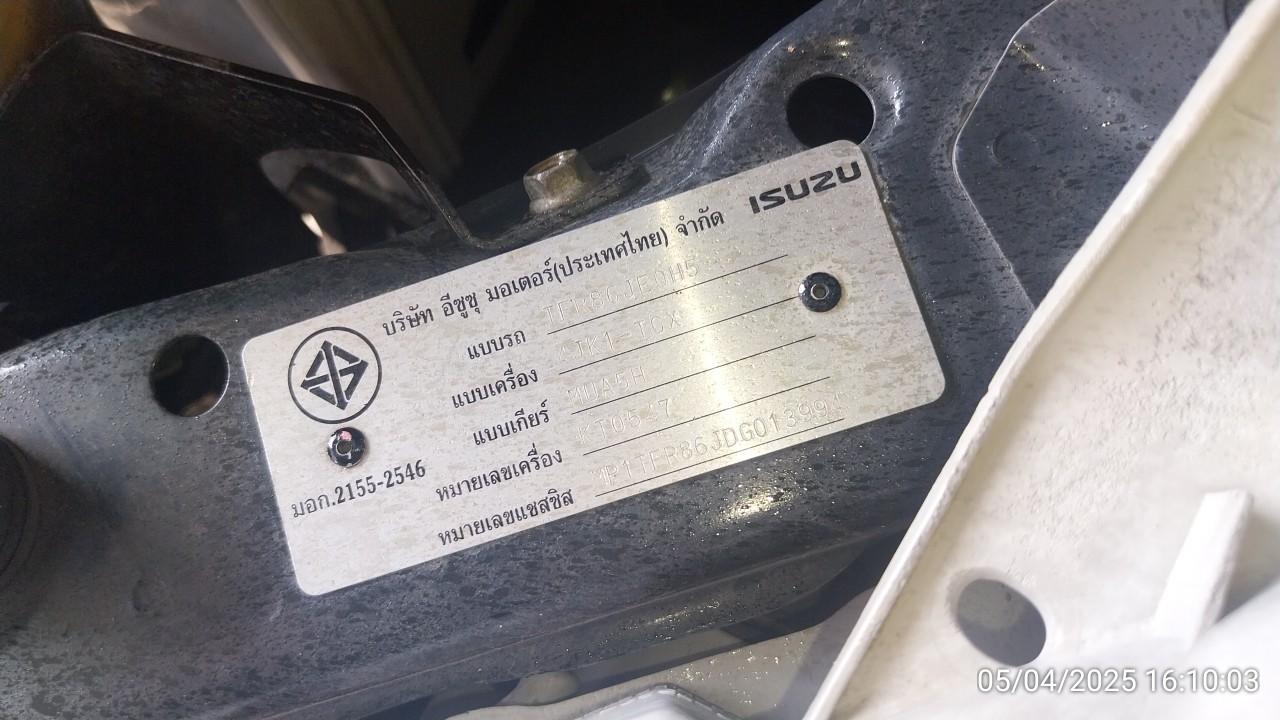 ISUZU
บริษัท อีซูซุ มอเตอร์(ประเทศไทย) จำกัด
แบบรถ TFR86JE0H5
แบบเครื่อง
แบบเกียร์ MUA5H
หมายเลขเครื่อง
หมายเลขแชสซิส
มอก.2155-2546
05/04/2025 16:10:03